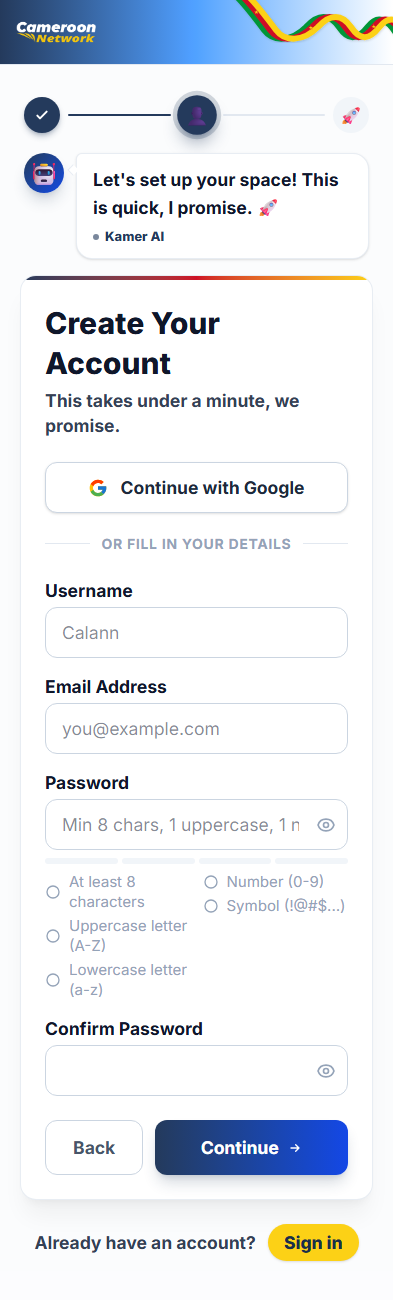 Cameroon
Network
Let's set up your space! This
is quick, I promise. 🚀
Kamer AI
Create Your
Account
This takes under a minute, we
promise.
Continue with Google
OR FILL IN YOUR DETAILS
Username
Calann
Email Address
you@example.com
Password
Min 8 chars, 1 uppercase, 1 n
At least 8
characters
Uppercase letter
(A-Z)
Lowercase letter
(a-z)
Number (0-9)
Symbol (!@#$...)
Confirm Password
Back
Continue →
Already have an account? Sign in